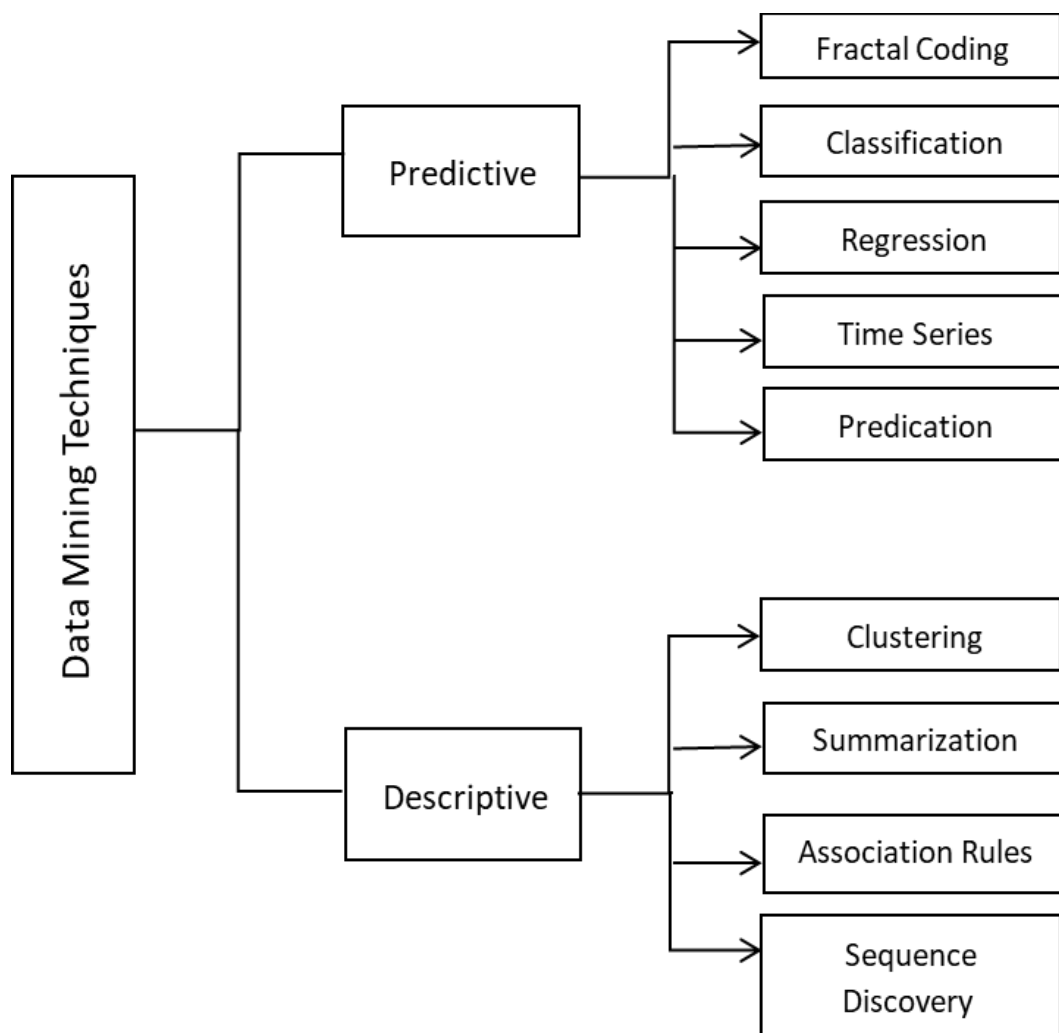 Data Mining Techniques
Predictive
Fractal Coding
Classification
Regression
Time Series
Predication
Descriptive
Clustering
Summarization
Association Rules
Sequence
Discovery